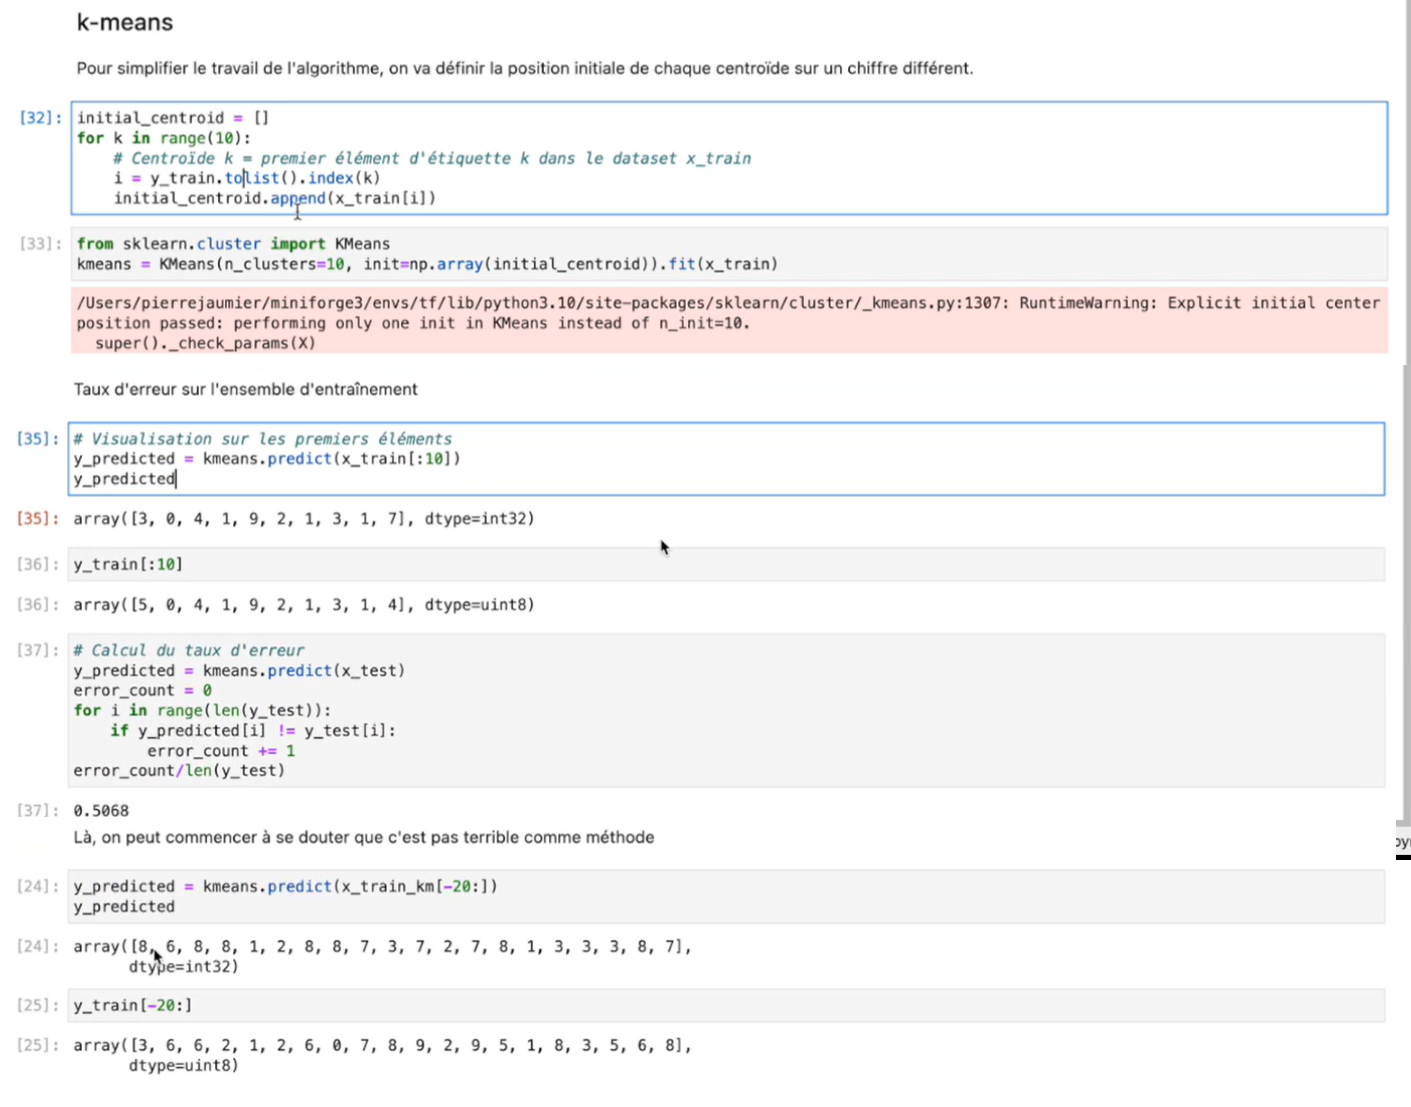 k-means
Pour simplifier le travail de l'algorithme, on va définir la position initiale de chaque centroïde sur un chiffre différent.
[32]: initial_centroid = []
for k in range(10):
    # Centroïde k = premier élément d'étiquette k dans le dataset x_train
    i = y_train.tolist().index(k)
    initial_centroid.append(x_train[i])
[33]: from sklearn.cluster import KMeans
kmeans = KMeans(n_clusters=10, init=np.array(initial_centroid)).fit(x_train)
/Users/pierrejaumier/miniforge3/envs/tf/lib/python3.10/site-packages/sklearn/cluster/_kmeans.py:1307: RuntimeWarning: Explicit initial center
position passed: performing only one init in KMeans instead of n_init=10.
  super()._check_params(X)
Taux d'erreur sur l'ensemble d'entraînement
[35]: # Visualisation sur les premiers éléments
y_predicted = kmeans.predict(x_train[:10])
y_predicted
[35]: array([3, 0, 4, 1, 9, 2, 1, 3, 1, 7], dtype=int32)
[36]: y_train[:10]
[36]: array([5, 0, 4, 1, 9, 2, 1, 3, 1, 4], dtype=uint8)
[37]: # Calcul du taux d'erreur
y_predicted = kmeans.predict(x_test)
error_count = 0
for i in range(len(y_test)):
    if y_predicted[i] != y_test[i]:
        error_count += 1
error_count/len(y_test)
[37]: 0.5068
Là, on peut commencer à se douter que c'est pas terrible comme méthode
[24]: y_predicted = kmeans.predict(x_train_km[-20:])
y_predicted
[24]: array([8, 6, 8, 8, 1, 2, 8, 8, 7, 3, 7, 2, 7, 8, 1, 3, 3, 3, 8, 7],
      dtype=int32)
[25]: y_train[-20:]
[25]: array([3, 6, 6, 2, 1, 2, 6, 0, 7, 8, 9, 2, 9, 5, 1, 8, 3, 5, 6, 8],
      dtype=uint8)